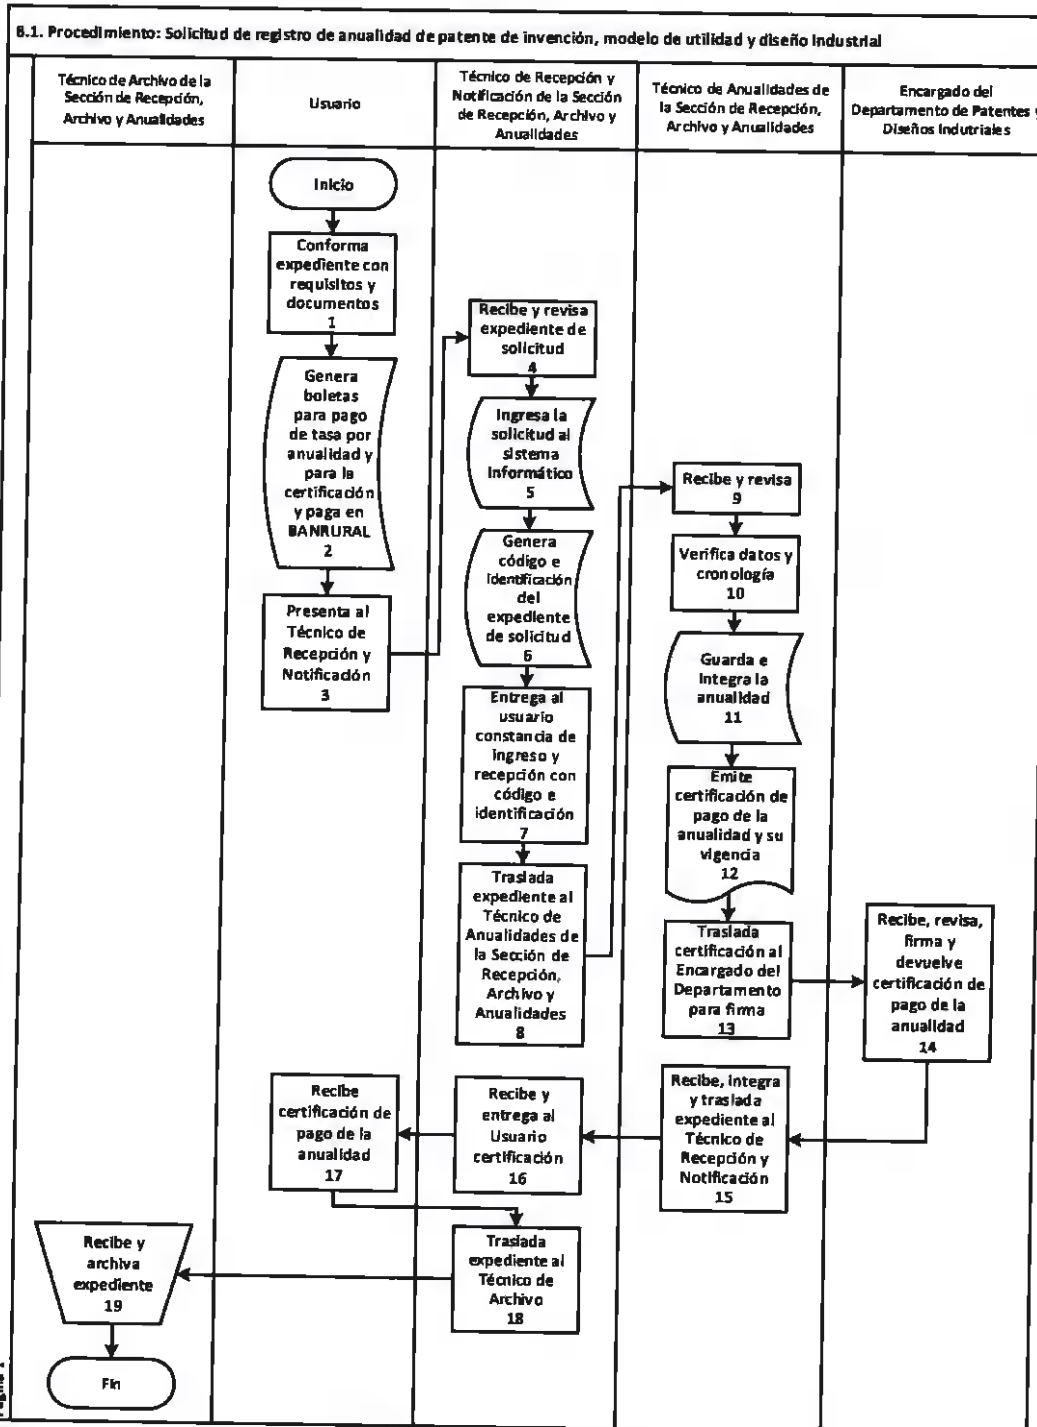 6.1. Procedimiento: Solicitud de registro de anualidad de patente de invención, modelo de utilidad y diseño industrial
Técnico de Archivo de la
Sección de Recepción,
Archivo y Anualidades
Usuario
Técnico de Recepción y
Notificación de la Sección
de Recepción, Archivo y
Anualidades
Técnico de Anualidades de
la Sección de Recepción,
Archivo y Anualidades
Encargado del
Departamento de Patentes y
Diseños Indutriales
Inicio
Conforma
expediente con
requisitos y
documentos
1
Genera
boletas
para pago
de tasa por
anualidad y
para la
certificación
y paga en
BANRURAL
2
Presenta al
Técnico de
Recepción y
Notificación
3
Recibe y revisa
expediente de
solicitud
4
Ingresa la
solicitud al
sistema
informático
5
Genera
código e
identificación
del
expediente
de solicitud
6
Entrega al
usuario
constancia de
ingreso y
recepción con
código e
identificación
7
Traslada
expediente al
Técnico de
Anualidades de
la Sección de
Recepción,
Archivo y
Anualidades
8
Recibe y revisa
9
Verifica datos y
cronología
10
Guarda e
integra la
anualidad
11
Emite
certificación de
pago de la
anualidad y su
vigencia
12
Traslada
certificación al
Encargado del
Departamento
para firma
13
Recibe, revisa,
firma y
devuelve
certificación de
pago de la
anualidad
14
Recibe, integra
y traslada
expediente al
Técnico de
Recepción y
Notificación
15
Recibe y
entrega al
Usuario
certificación
16
Recibe
certificación de
pago de la
anualidad
17
Traslada
expediente al
Técnico de
Archivo
18
Recibe y
archiva
expediente
19
Fin